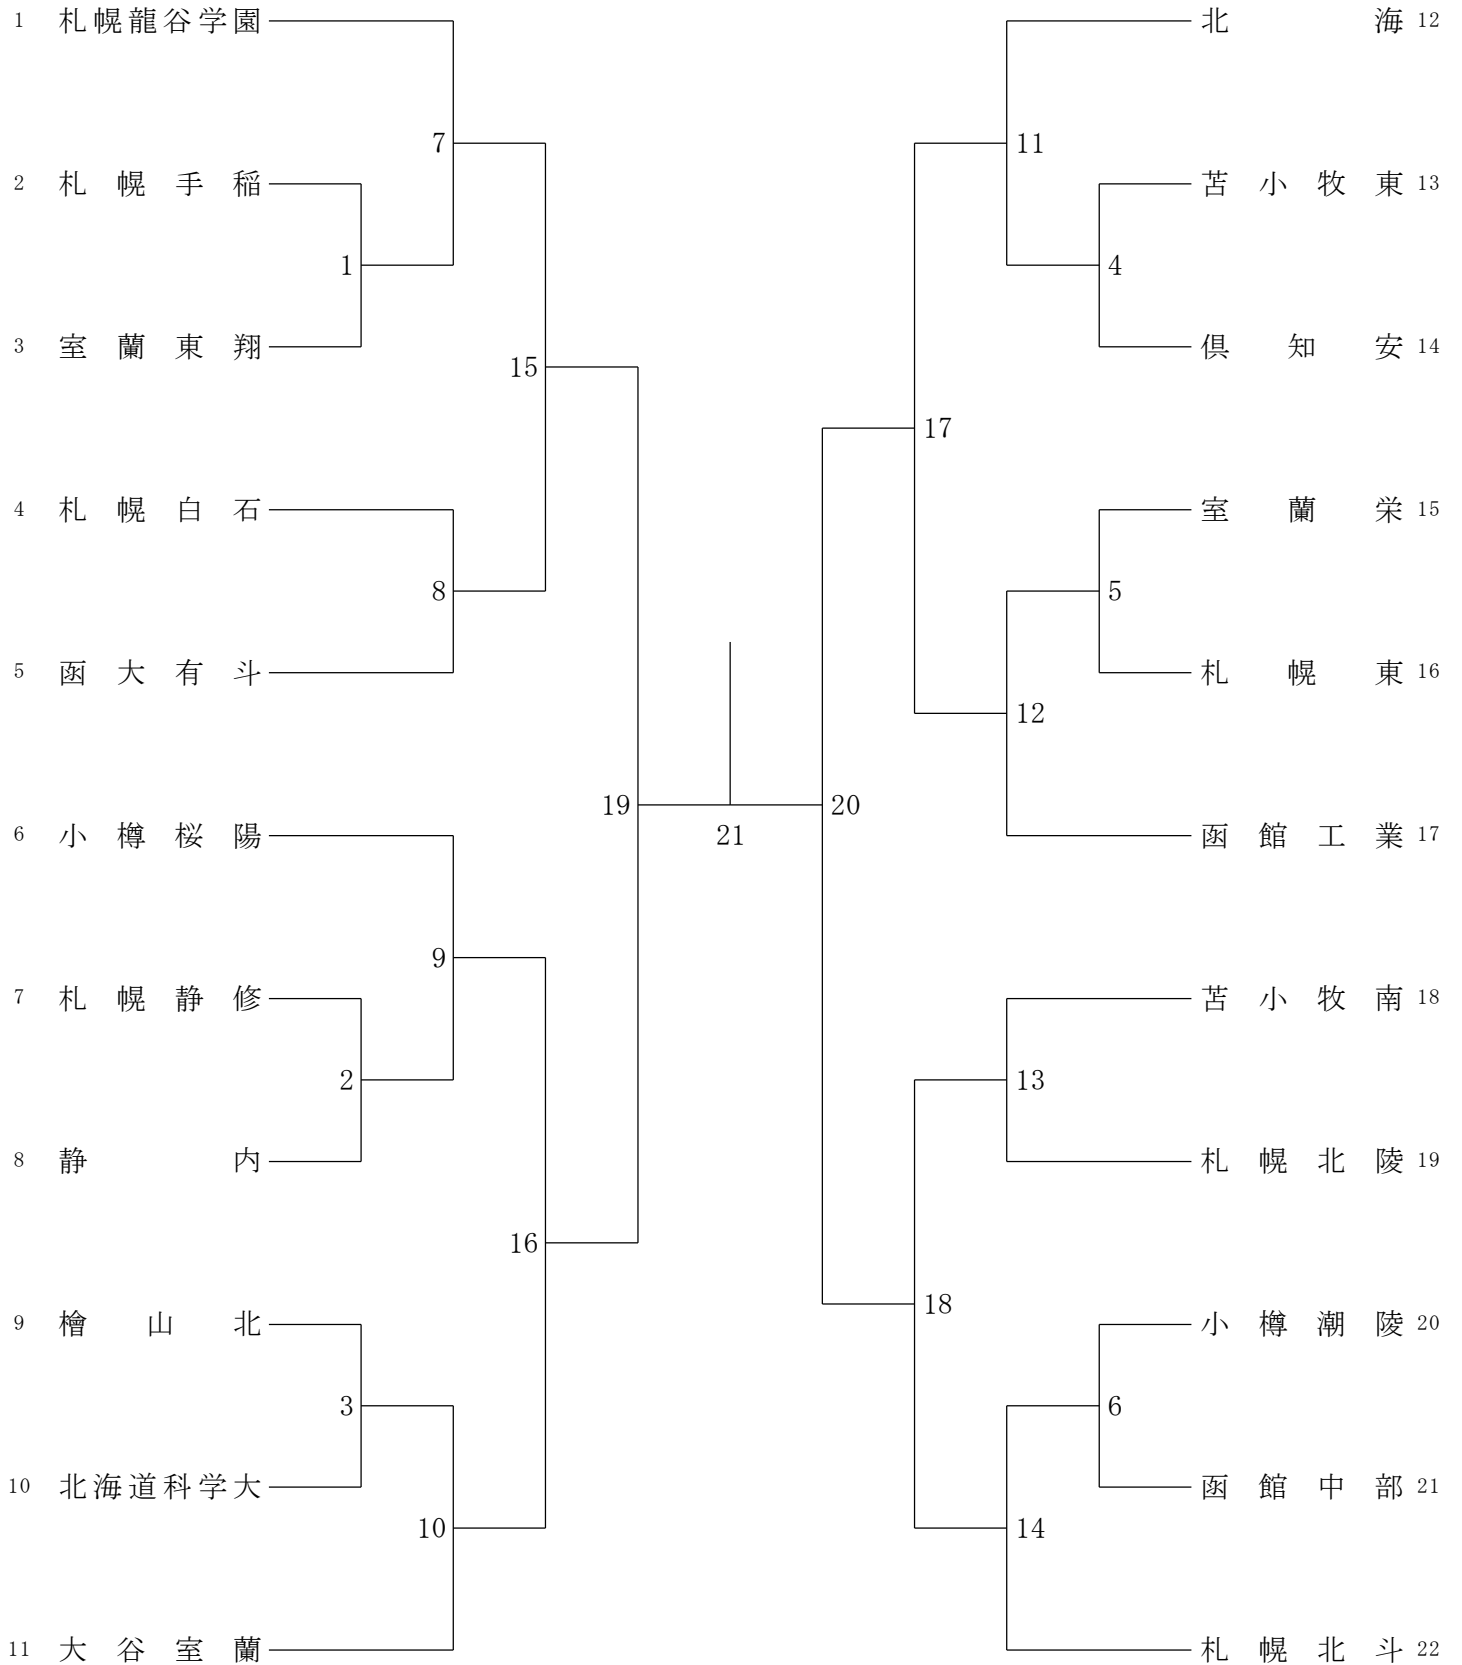 1 札幌龍谷学園
2 札幌手稲
3 室蘭東翔
4 札幌白石
5 函大有斗
6 小樽桜陽
7 札幌静修
8 静内
9 檜山北
10 北海道科学大
11 大谷室蘭
7
1
15
8
19
9
2
16
3
10
21
11
4
17
5
12
20
13
18
6
14
北海 12
苫小牧東 13
倶知安 14
室蘭栄 15
札幌東 16
函館工業 17
苫小牧南 18
札幌北陵 19
小樽潮陵 20
函館中部 21
札幌北斗 22